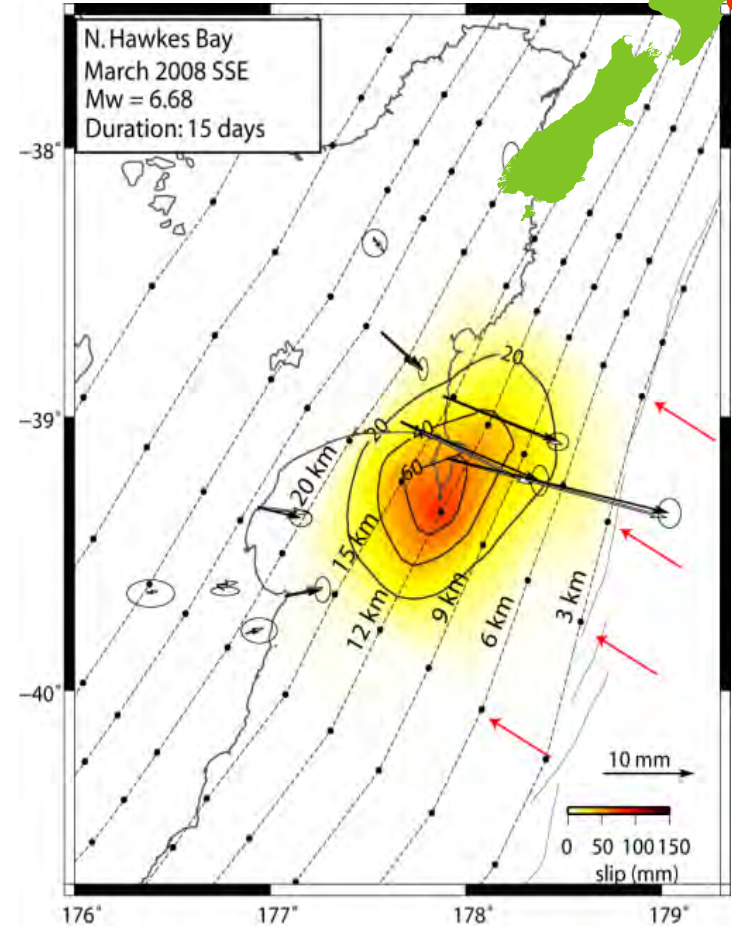 N. Hawkes Bay
March 2008 SSE
Mw = 6.68
Duration: 15 days
−38°
−39°
−40°
20
20
40
60
20 km
15 km
12 km
9 km
6 km
3 km
10 mm
0 50 100 150
slip (mm)
176° 177° 178° 179°